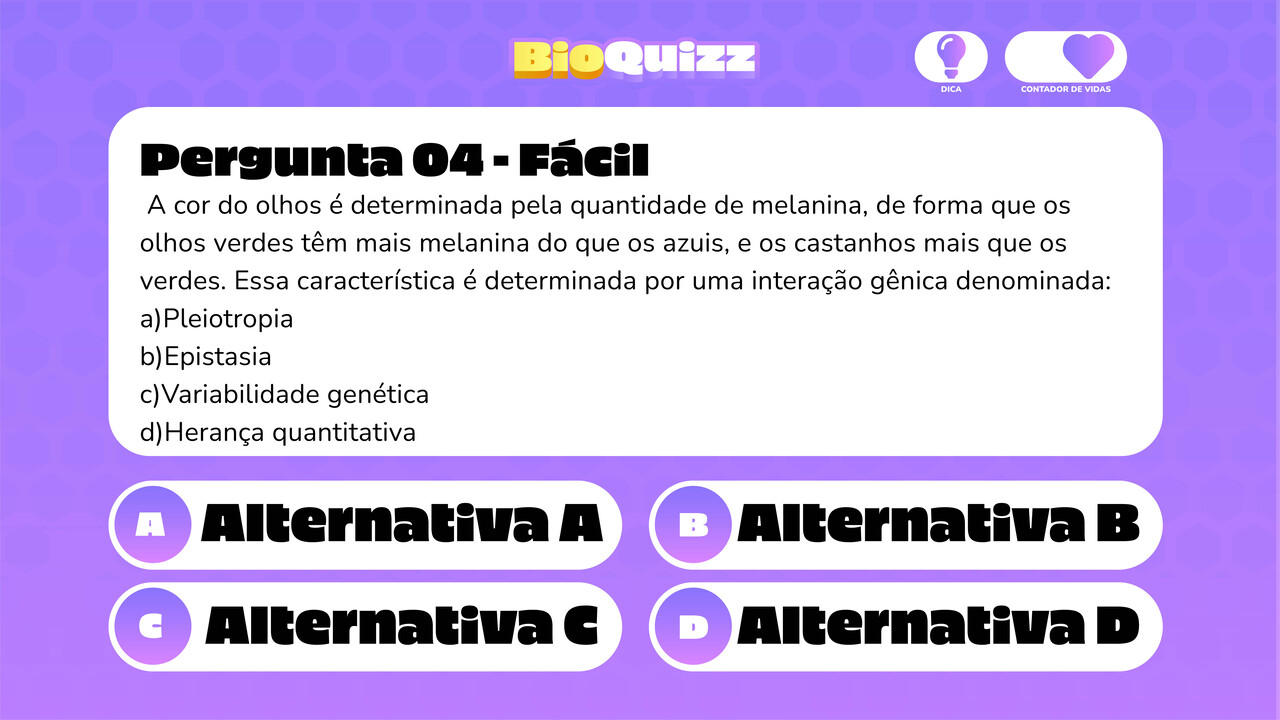 BioQuizz
DICA
CONTADOR DE VIDAS
Pergunta 04 - Fácil
A cor do olhos é determinada pela quantidade de melanina, de forma que os
olhos verdes têm mais melanina do que os azuis, e os castanhos mais que os
verdes. Essa característica é determinada por uma interação gênica denominada:
a)Pleiotropia
b)Epistasia
c)Variabilidade genética
d)Herança quantitativa
A Alternativa A
B Alternativa B
C Alternativa C
D Alternativa D